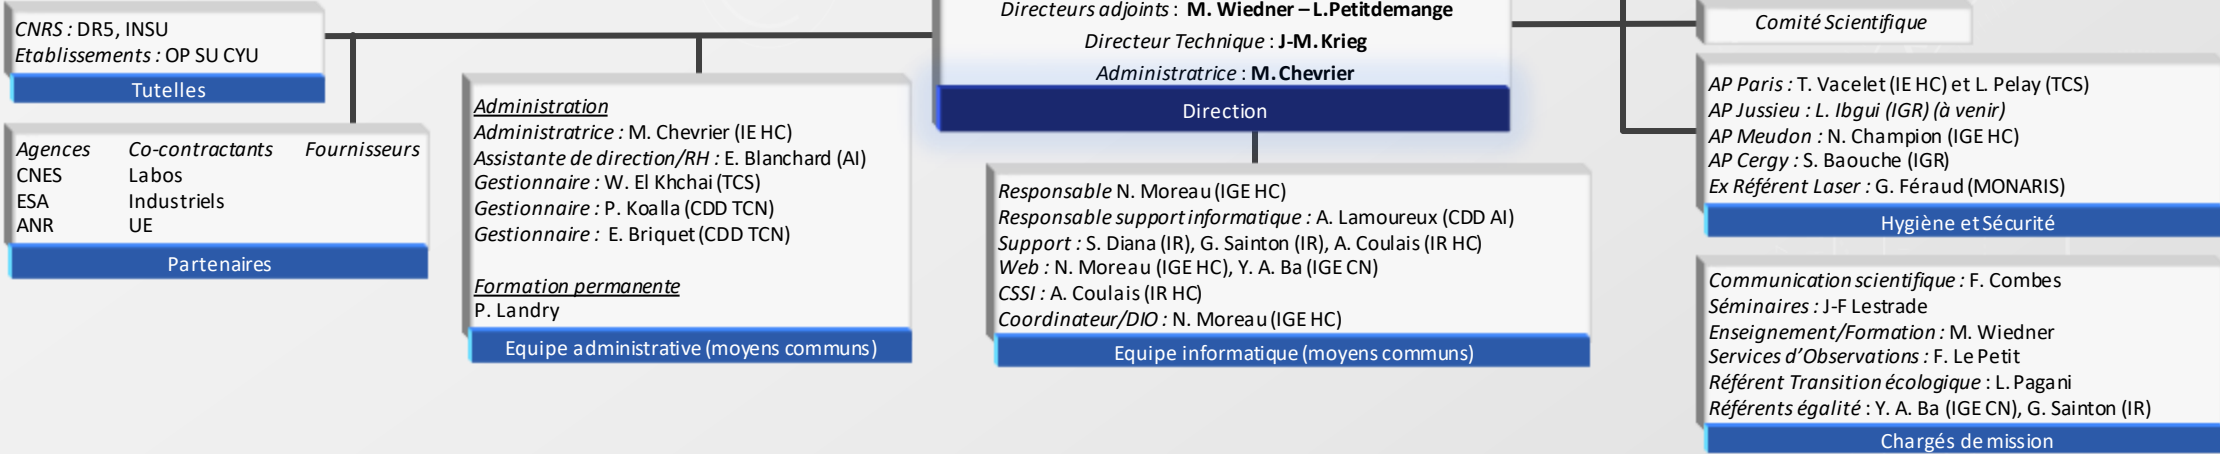 CNRS : DR5, INSU
Etablissements : OP SU CYU
Tutelles
Agences Co-contractants Fournisseurs
CNES Labos
ESA Industriels
ANR UE
Partenaires
Administration
Administratrice : M. Chevrier (IE HC)
Assistante de direction/RH : E. Blanchard (AI)
Gestionnaire : W. El Khchai (TCS)
Gestionnaire : P. Koalla (CDD TCN)
Gestionnaire : E. Briquet (CDD TCN)
Formation permanente
P. Landry
Equipe administrative (moyens communs)
Directeurs adjoints : M. Wiedner – L.Petitdemange
Directeur Technique : J-M. Krieg
Administratrice : M. Chevrier
Direction
Responsable N. Moreau (IGE HC)
Responsable support informatique : A. Lamoureux (CDD AI)
Support : S. Diana (IR), G. Sainton (IR), A. Coulais (IR HC)
Web : N. Moreau (IGE HC), Y. A. Ba (IGE CN)
CSSI : A. Coulais (IR HC)
Coordinateur/DIO : N. Moreau (IGE HC)
Equipe informatique (moyens communs)
Comité Scientifique
AP Paris : T. Vacelet (IE HC) et L. Pelay (TCS)
AP Jussieu : L. Ibgui (IGR) (à venir)
AP Meudon : N. Champion (IGE HC)
AP Cergy : S. Baouche (IGR)
Ex Référent Laser : G. Féraud (MONARIS)
Hygiène et Sécurité
Communication scientifique : F. Combes
Séminaires : J-F Lestrade
Enseignement/Formation : M. Wiedner
Services d’Observations : F. Le Petit
Référent Transition écologique : L. Pagani
Référents égalité : Y. A. Ba (IGE CN), G. Sainton (IR)
Chargés de mission